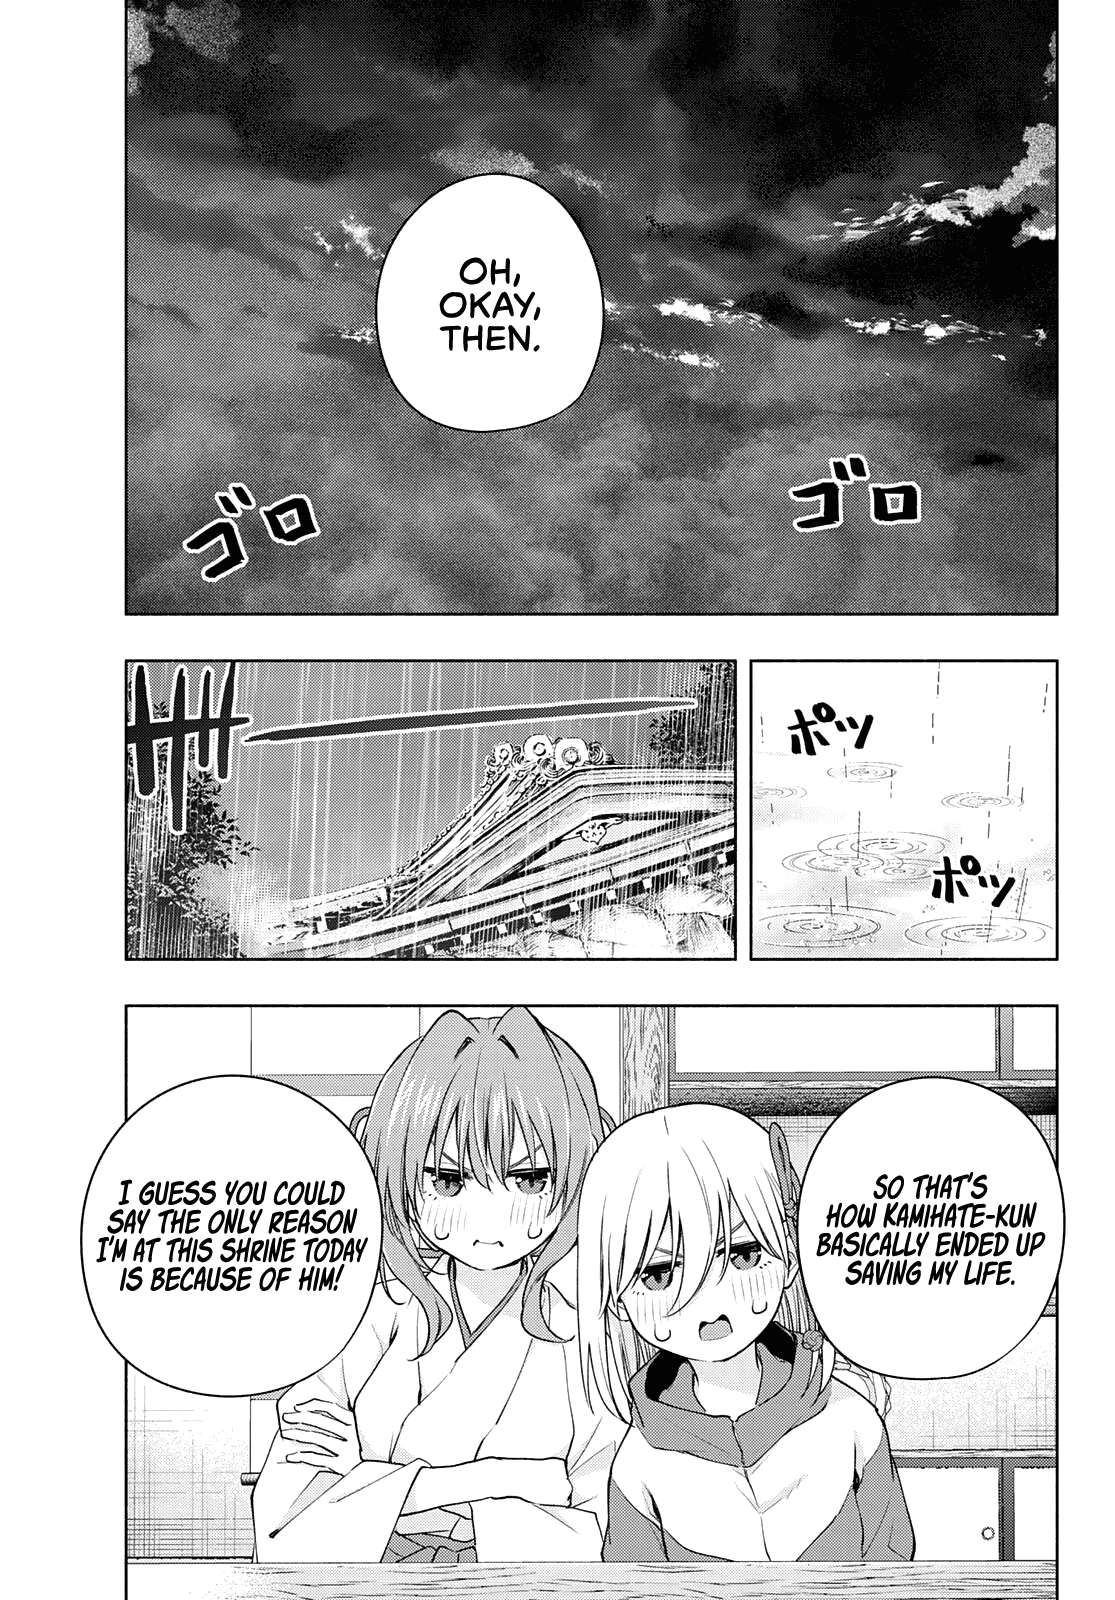 OH,
OKAY,
THEN.
ゴロ
ゴロ
ポツ
ポツ
SO THAT'S
HOW KAMIHATE-KUN
BASICALLY ENDED UP
SAVING MY LIFE.
I GUESS YOU COULD
SAY THE ONLY REASON
I'M AT THIS SHRINE TODAY
IS BECAUSE OF HIM!